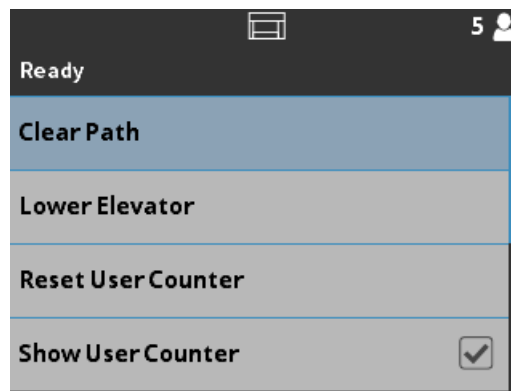 5
Ready
Clear Path
Lower Elevator
Reset User Counter
Show User Counter